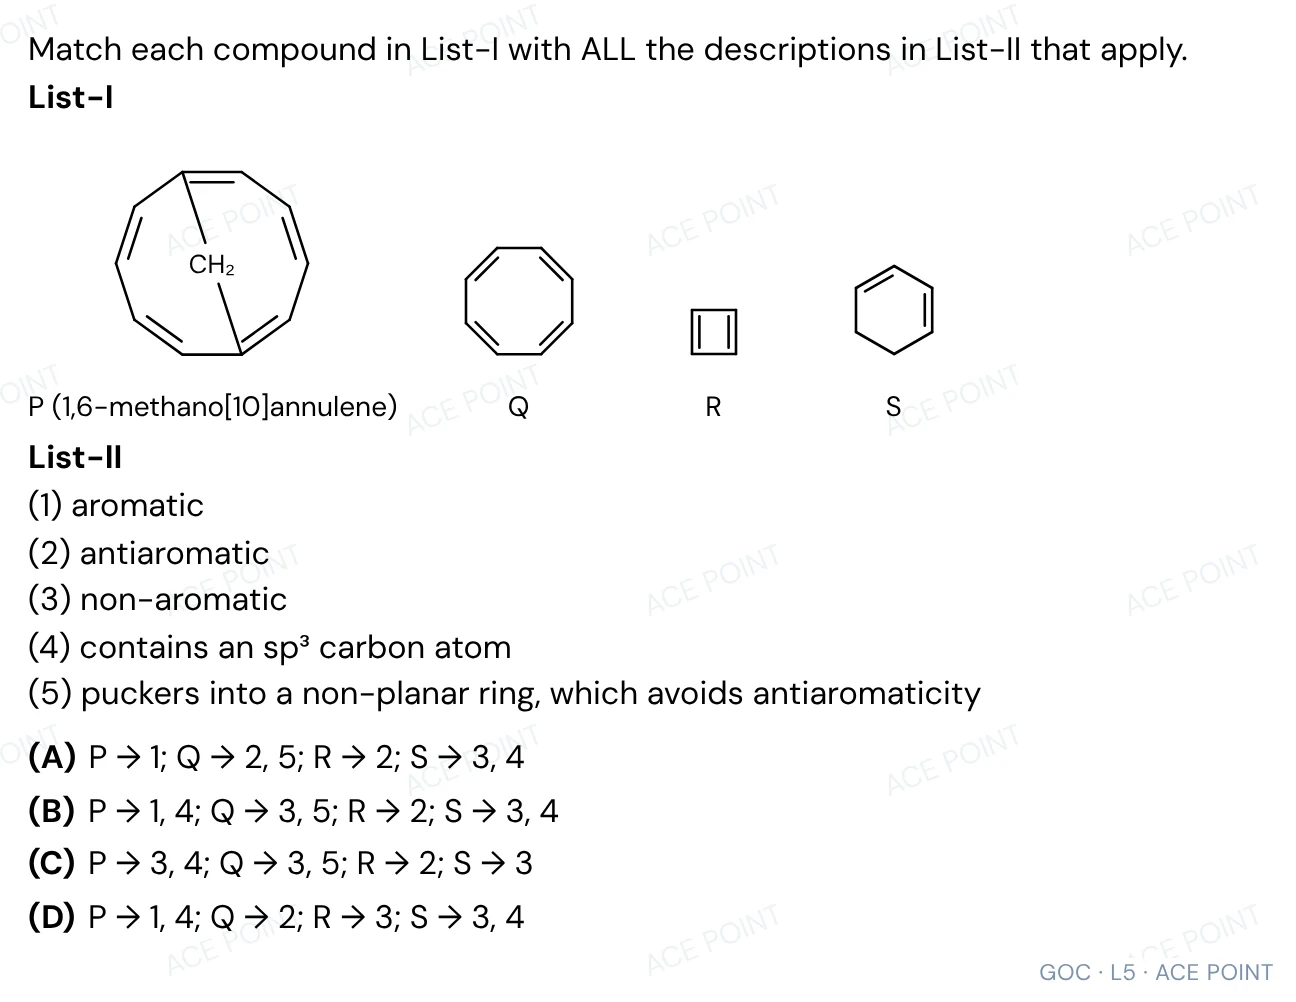 Match each compound in List-I with ALL the descriptions in List-II that apply.
List-I
CH₂
P (1,6-methano[10]annulene)
Q
R
S
List-II
(1) aromatic
(2) antiaromatic
(3) non-aromatic
(4) contains an sp³ carbon atom
(5) puckers into a non-planar ring, which avoids antiaromaticity
(A) P → 1; Q → 2, 5; R → 2; S → 3, 4
(B) P → 1, 4; Q → 3, 5; R → 2; S → 3, 4
(C) P → 3, 4; Q → 3, 5; R → 2; S → 3
(D) P → 1, 4; Q → 2; R → 3; S → 3, 4
GOC · L5 · ACE POINT
ACE POINT